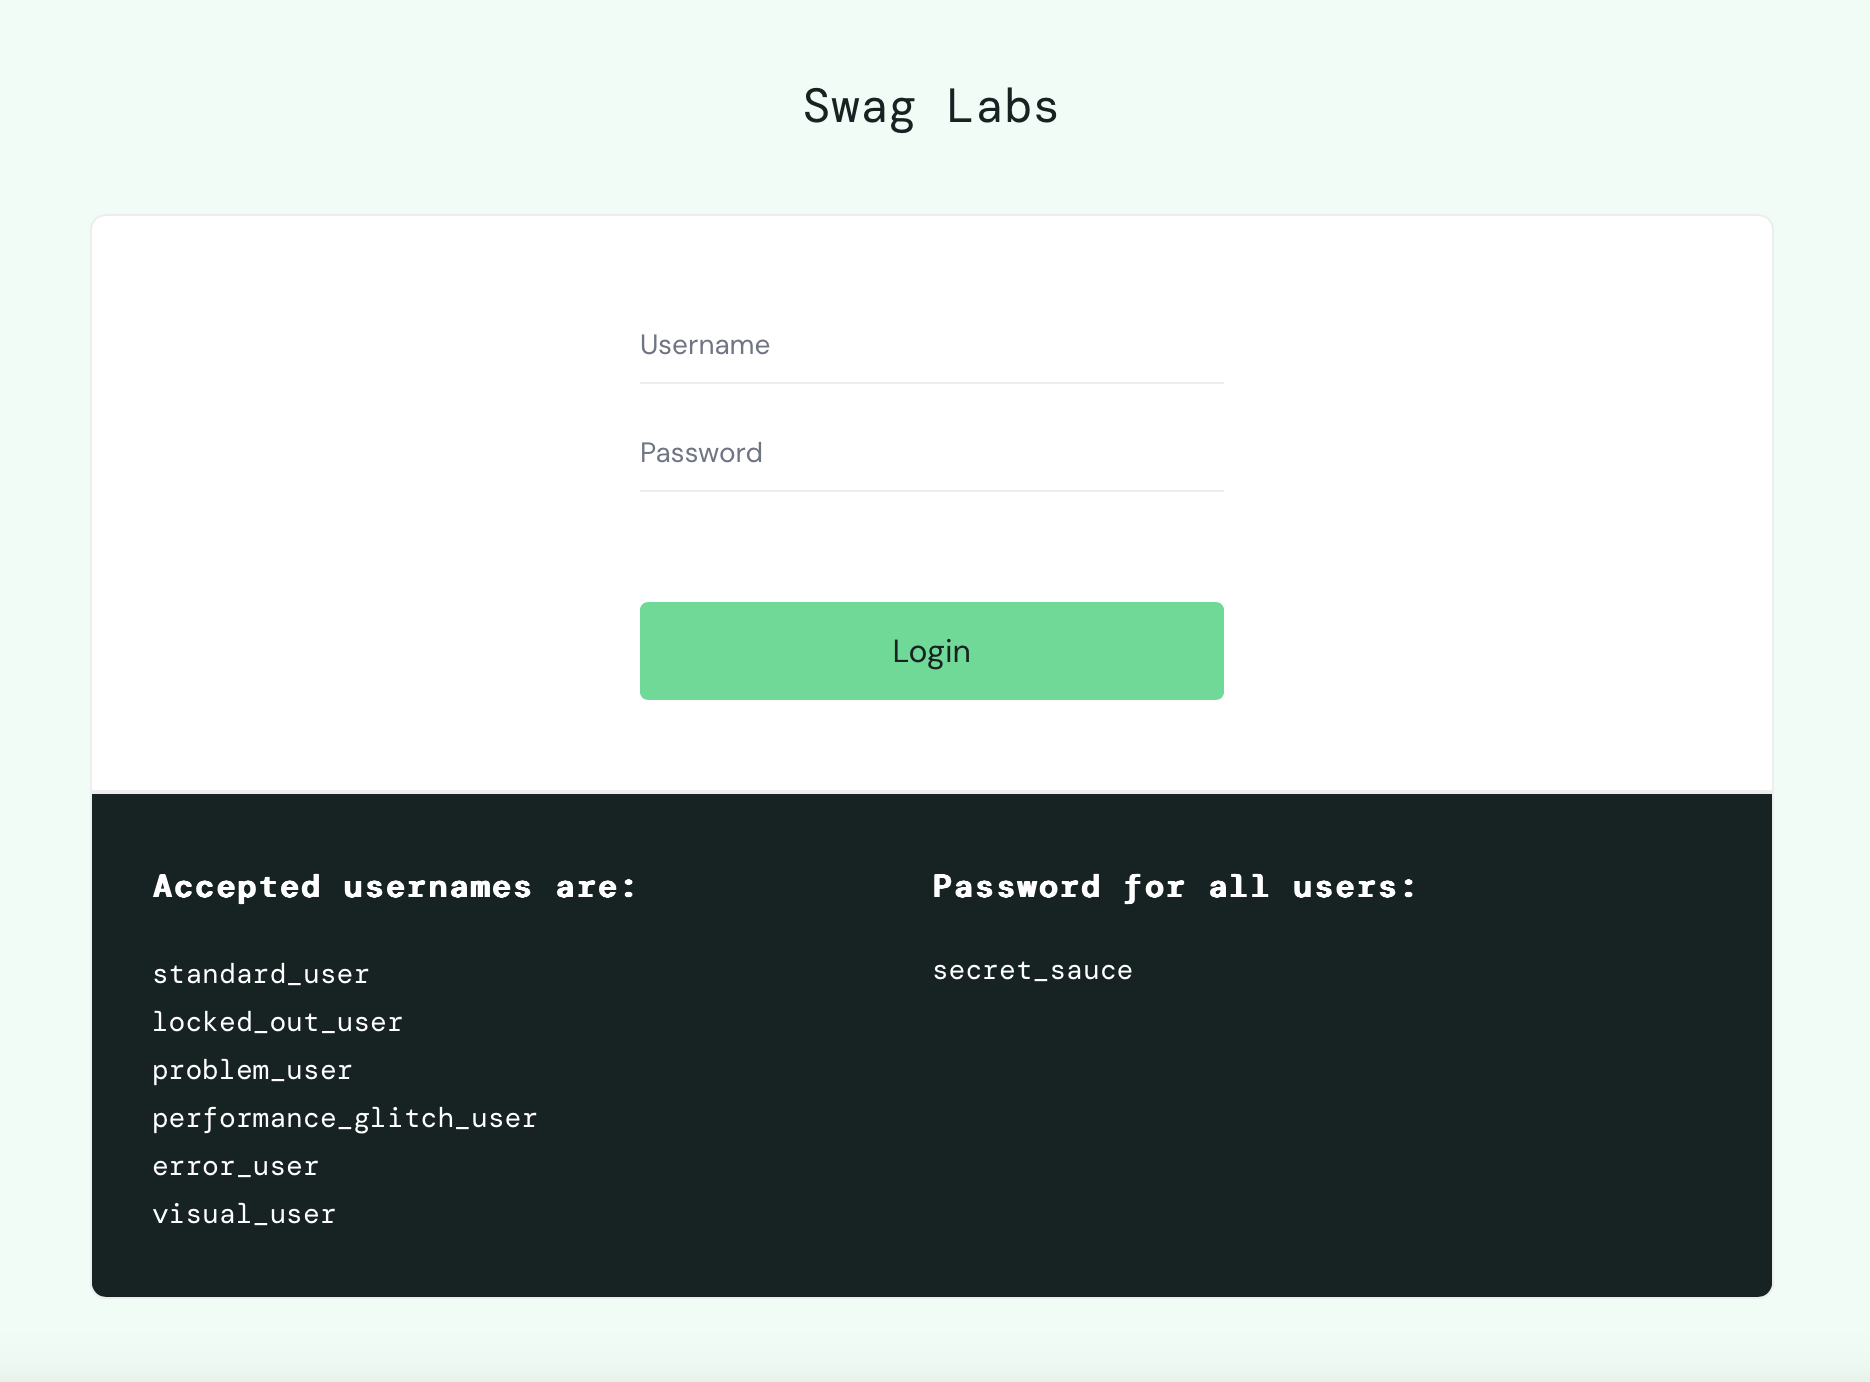 Swag Labs
Username
Password
Login
Accepted usernames are:
standard_user
locked_out_user
problem_user
performance_glitch_user
error_user
visual_user
Password for all users:
secret_sauce